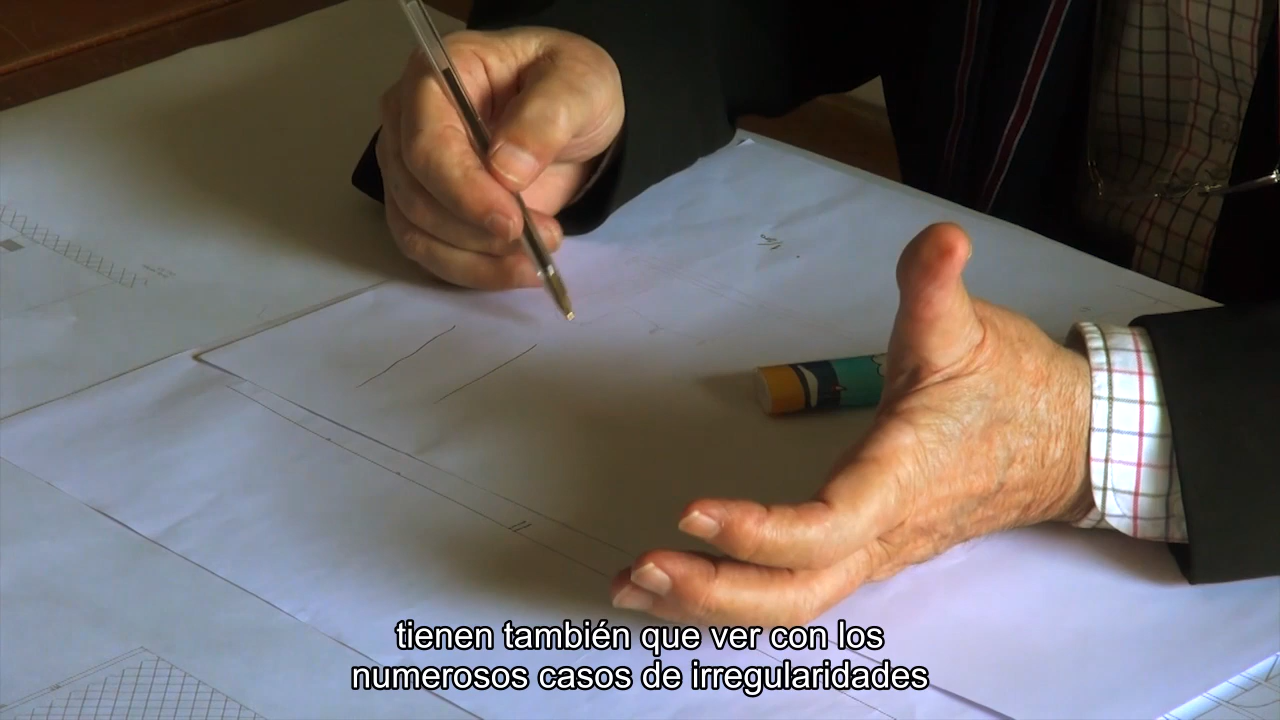 tienen también que ver con los
numerosos casos de irregularidades